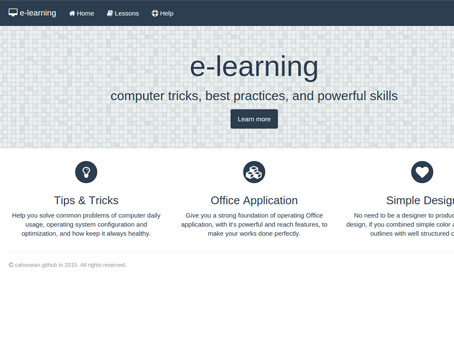 e-learning Home Lessons Help
e-learning
computer tricks, best practices, and powerful skills
Learn more
Tips & Tricks
Help you solve common problems of computer daily
usage, operating system configuration and
optimization, and how keep it always healthy.
Office Application
Give you a strong foundation of operating Office
application, with it's powerful and reach features, to
make your works done perfectly.
Simple Design
No need to be a designer to produc
design, if you combined simple color a
outlines with well structured c
© cahsowan.github.io 2015. All rights reserved.